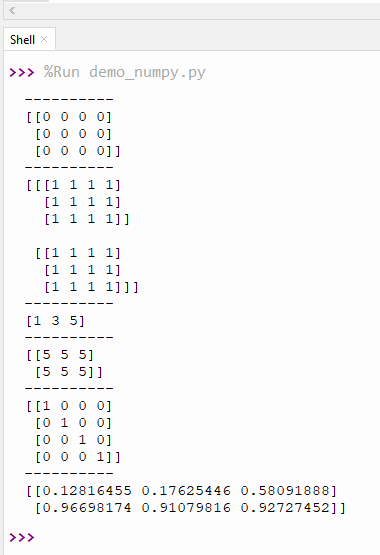 Shell ×
>>> %Run demo_numpy.py
----------
[[0 0 0 0]
 [0 0 0 0]
 [0 0 0 0]]
----------
[[[1 1 1 1]
  [1 1 1 1]
  [1 1 1 1]]

 [[1 1 1 1]
  [1 1 1 1]
  [1 1 1 1]]]
----------
[1 3 5]
----------
[[5 5 5]
 [5 5 5]]
----------
[[1 0 0 0]
 [0 1 0 0]
 [0 0 1 0]
 [0 0 0 1]]
----------
[[0.12816455 0.17625446 0.58091888]
 [0.96698174 0.91079816 0.92727452]]
>>>